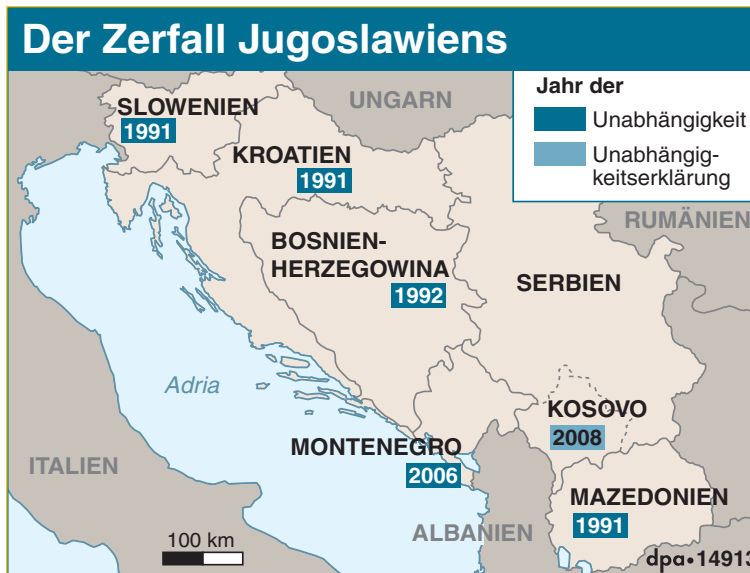 Der Zerfall Jugoslawiens
Jahr der
Unabhängigkeit
Unabhängig-
keitserklärung
SLOWENIEN
1991
UNGARN
KROATIEN
1991
RUMÄNIEN
BOSNIEN-
HERZEGOWINA
1992
SERBIEN
Adria
KOSOVO
2008
MONTENEGRO
2006
ITALIEN
MAZEDONIEN
1991
ALBANIEN
100 km
dpa•14913